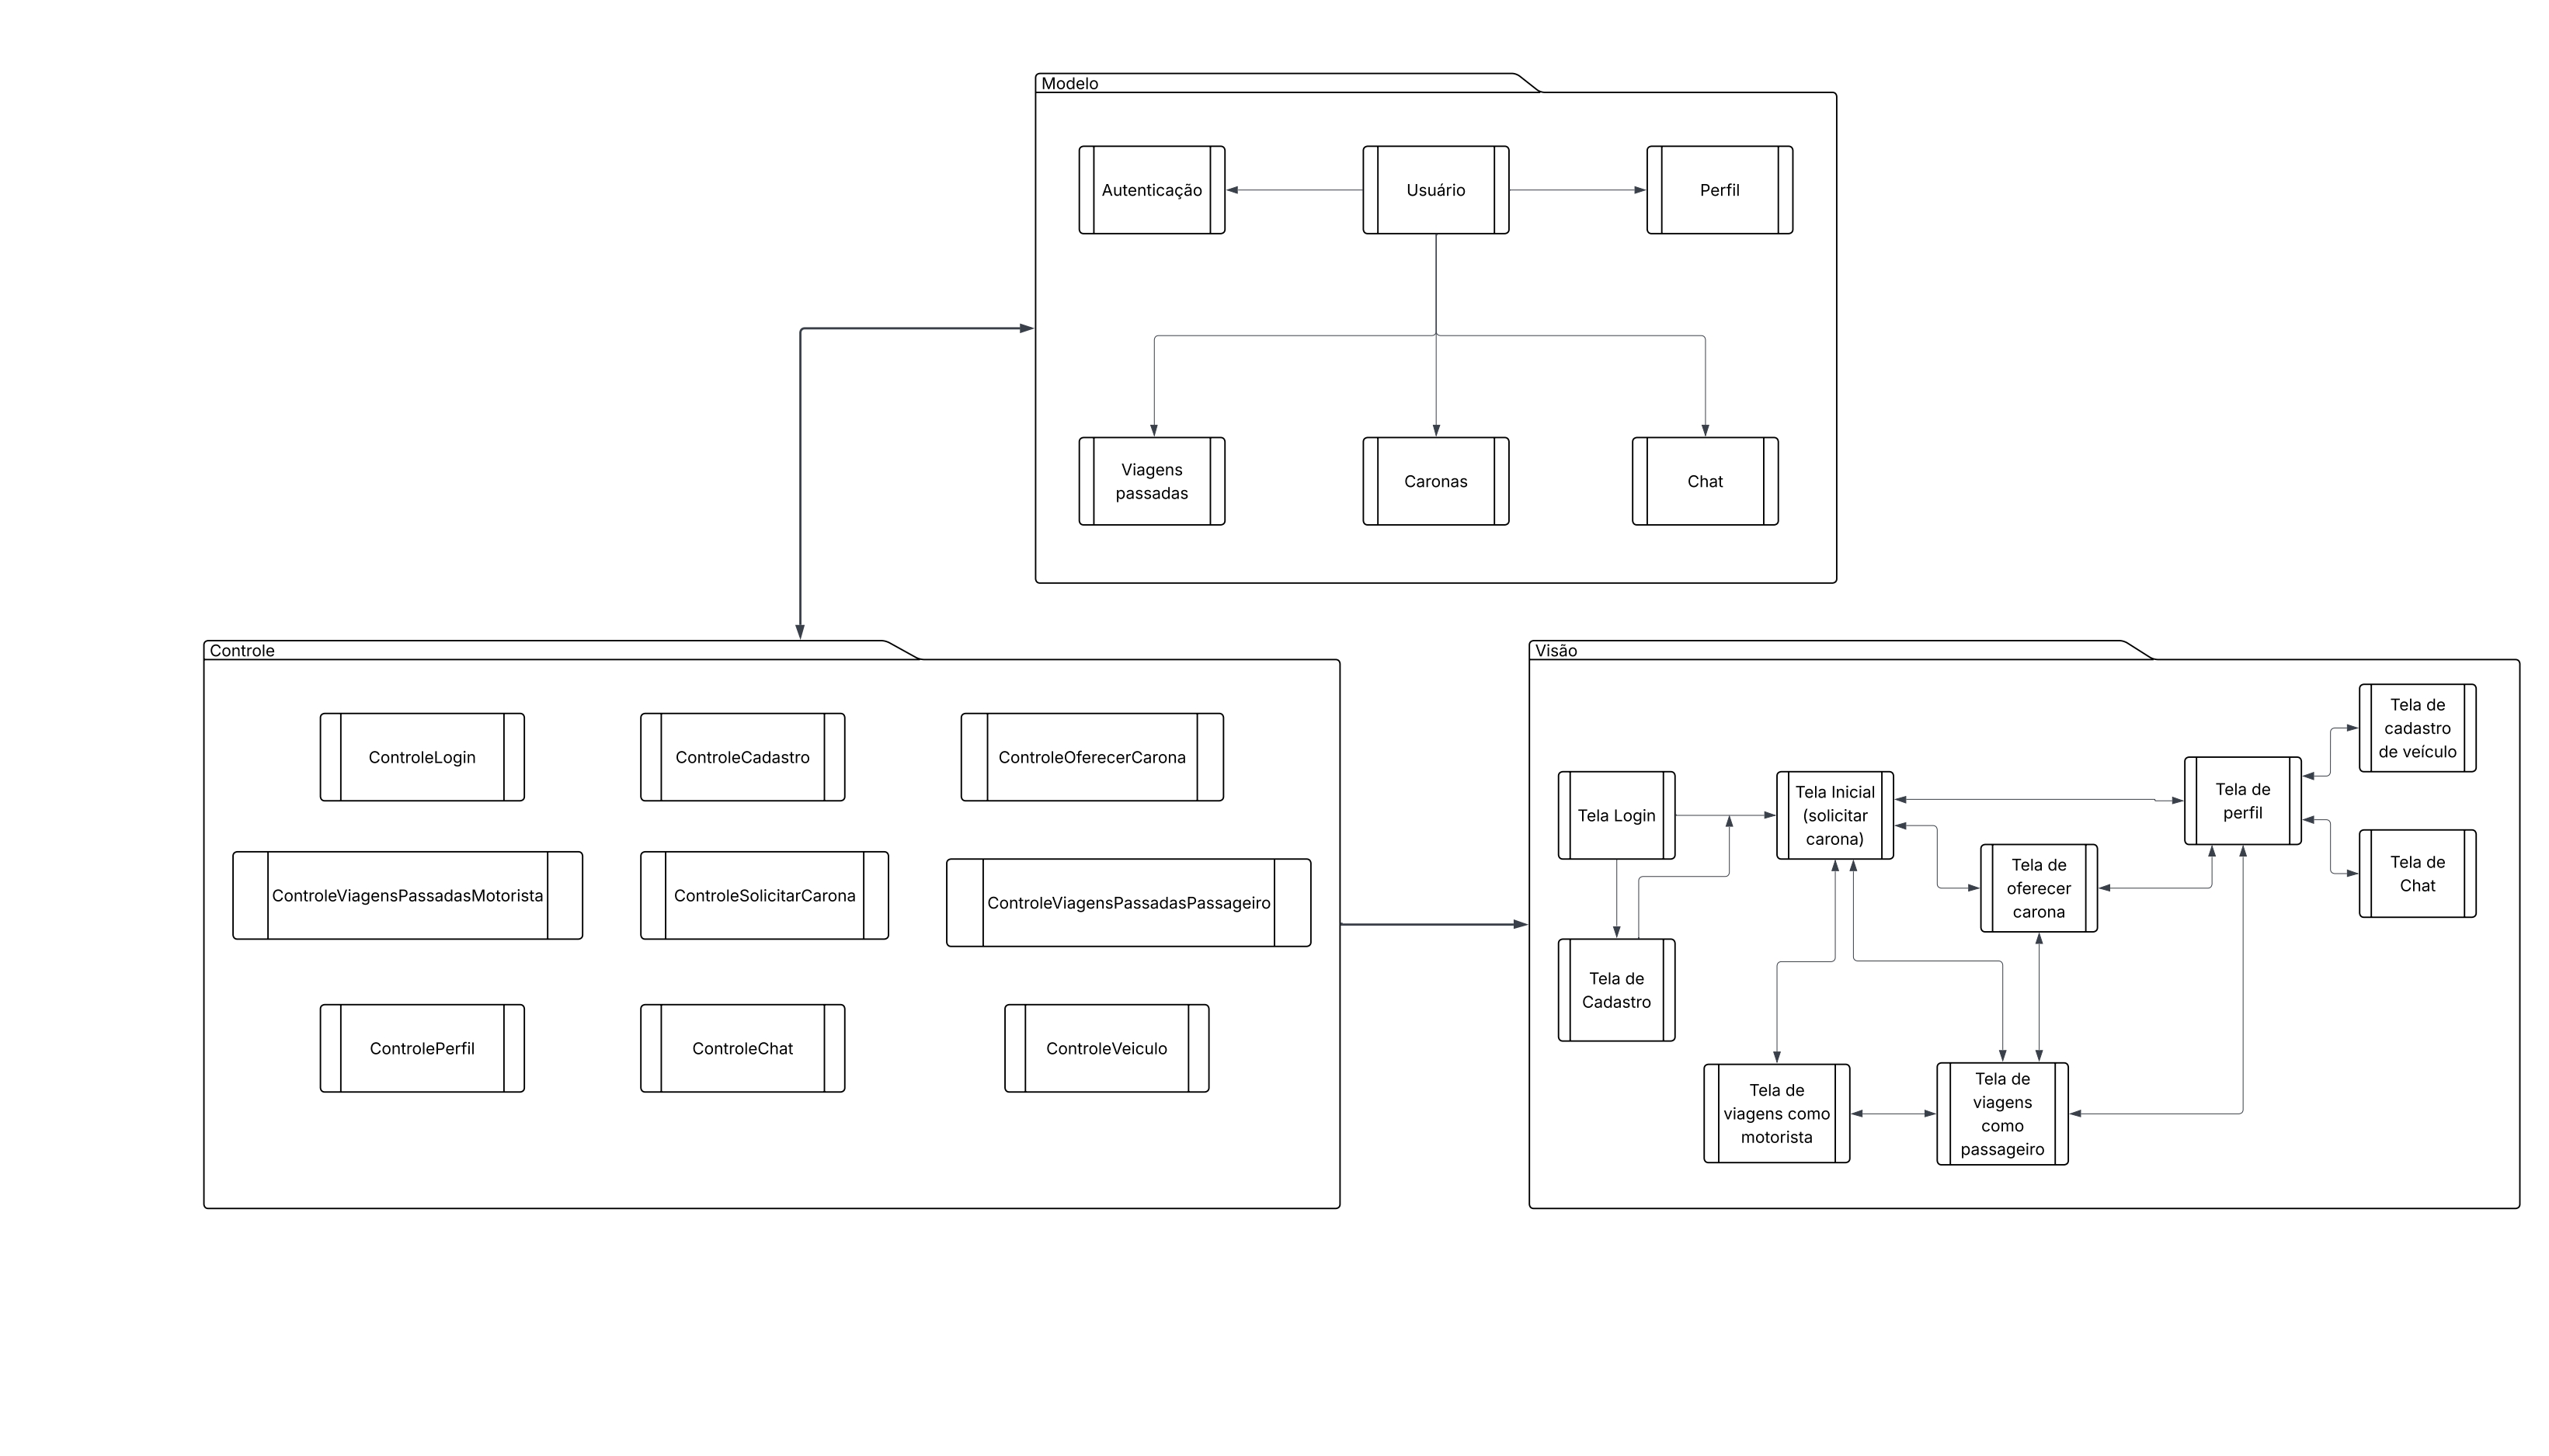 Modelo
Autenticação
Usuário
Perfil
Viagens
passadas
Caronas
Chat
Controle
ControleLogin
ControleCadastro
ControleOferecerCarona
ControleViagensPassadasMotorista
ControleSolicitarCarona
ControleViagensPassadasPassageiro
ControlePerfil
ControleChat
ControleVeiculo
Visão
Tela Login
Tela Inicial
(solicitar
carona)
Tela de
perfil
Tela de
cadastro
de veículo
Tela de
oferecer
carona
Tela de
Chat
Tela de
Cadastro
Tela de
viagens como
motorista
Tela de
viagens
como
passageiro